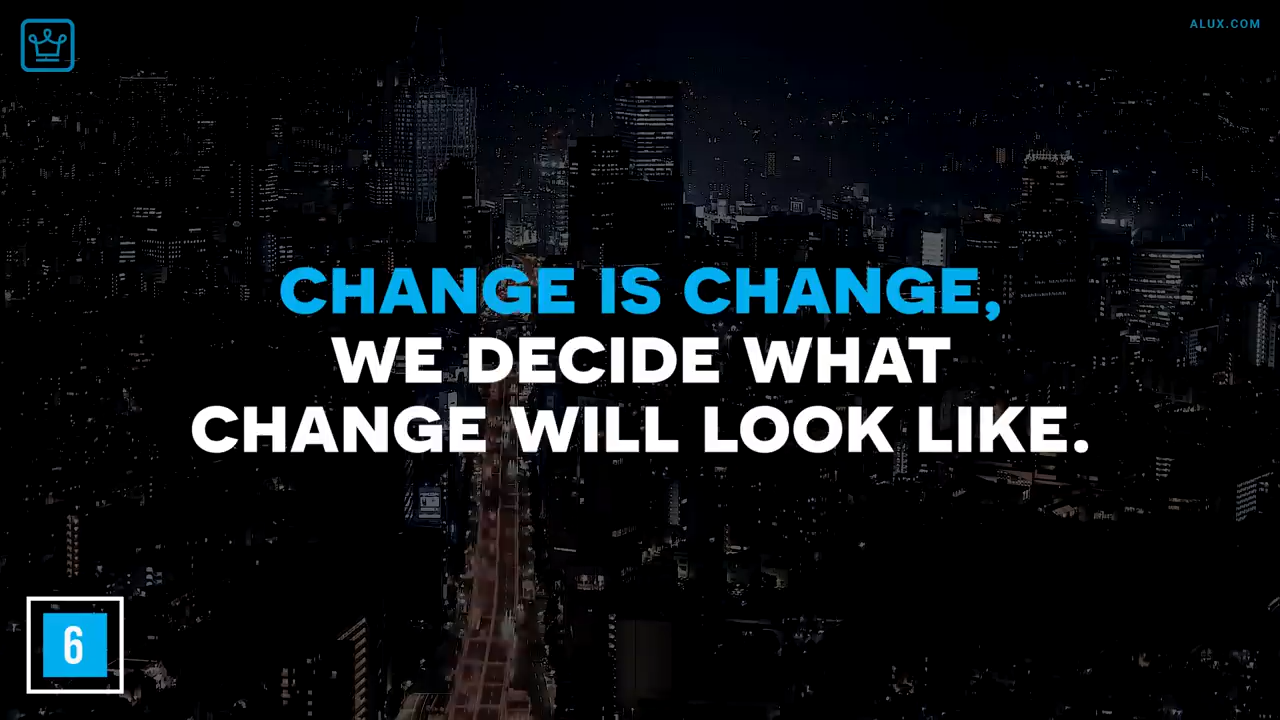 ALUX.COM
CHANGE IS CHANGE,
WE DECIDE WHAT
CHANGE WILL LOOK LIKE.
6